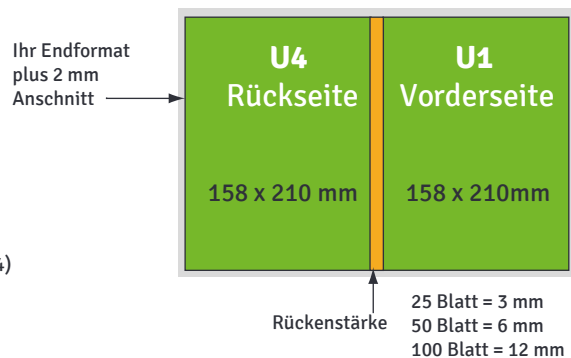 Ihr Endformat
plus 2 mm
Anschnitt
U4
Rückseite
158 x 210 mm
U1
Vorderseite
158 x 210mm
4)
Rückenstärke
25 Blatt = 3 mm
50 Blatt = 6 mm
100 Blatt = 12 mm